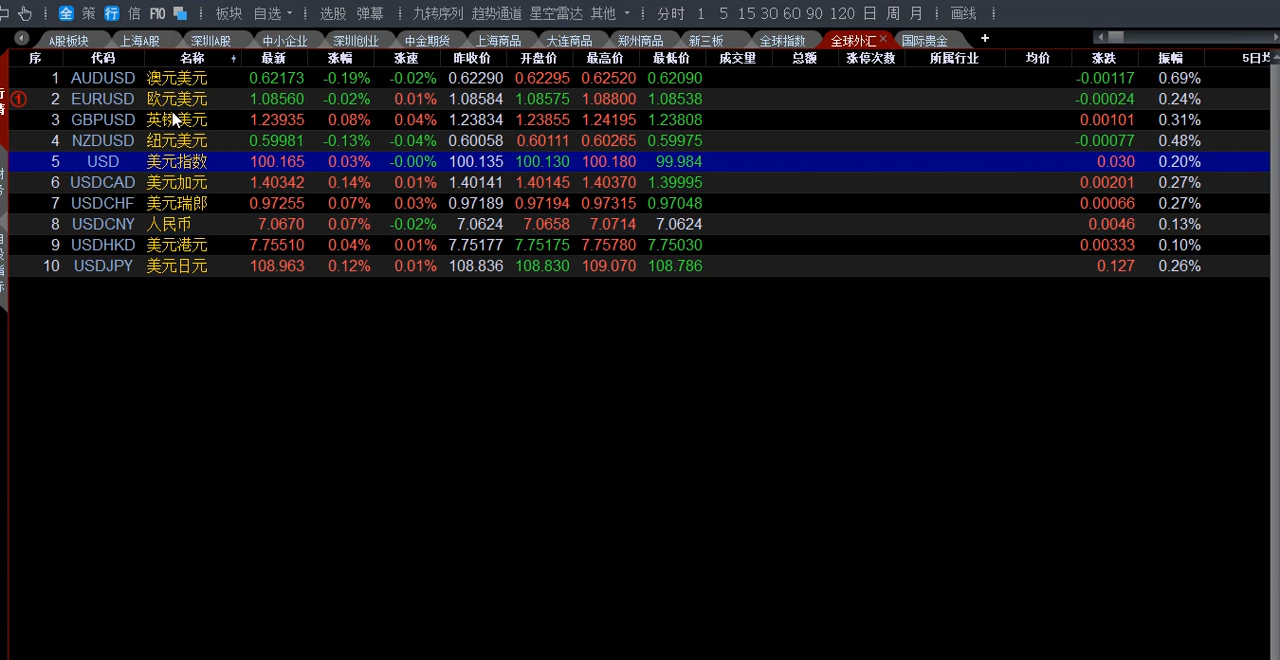 全 策 行 信 F10 板块 自选 选股 弹幕 九转序列 趋势通道 星空雷达 其他 分时 1 5 15 30 60 90 120 日 周 月 画线
A股板块 上海A股 深圳A股 中小企业 深圳创业 中金期货 上海商品 大连商品 郑州商品 新三板 全球指数 全球外汇 × 国际贵金 +
序 代码 名称 最新 涨幅 涨速 昨收价 开盘价 最高价 最低价 成交量 总额 涨停次数 所属行业 均价 涨跌 振幅 5日均
1 AUDUSD 澳元美元 0.62173 -0.19% -0.02% 0.62290 0.62295 0.62520 0.62090 -0.00117 0.69%
① 2 EURUSD 欧元美元 1.08560 -0.02% 0.01% 1.08584 1.08575 1.08800 1.08538 -0.00024 0.24%
3 GBPUSD 英镑美元 1.23935 0.08% 0.04% 1.23834 1.23855 1.24195 1.23808 0.00101 0.31%
4 NZDUSD 纽元美元 0.59981 -0.13% -0.04% 0.60058 0.60111 0.60265 0.59975 -0.00077 0.48%
5 USD 美元指数 100.165 0.03% -0.00% 100.135 100.130 100.180 99.984 0.030 0.20%
6 USDCAD 美元加元 1.40342 0.14% 0.01% 1.40141 1.40145 1.40370 1.39995 0.00201 0.27%
7 USDCHF 美元瑞郎 0.97255 0.07% 0.03% 0.97189 0.97194 0.97315 0.97048 0.00066 0.27%
8 USDCNY 人民币 7.0670 0.07% -0.02% 7.0624 7.0658 7.0714 7.0624 0.0046 0.13%
9 USDHKD 美元港元 7.75510 0.04% 0.01% 7.75177 7.75175 7.75780 7.75030 0.00333 0.10%
10 USDJPY 美元日元 108.963 0.12% 0.01% 108.836 108.830 109.070 108.786 0.127 0.26%